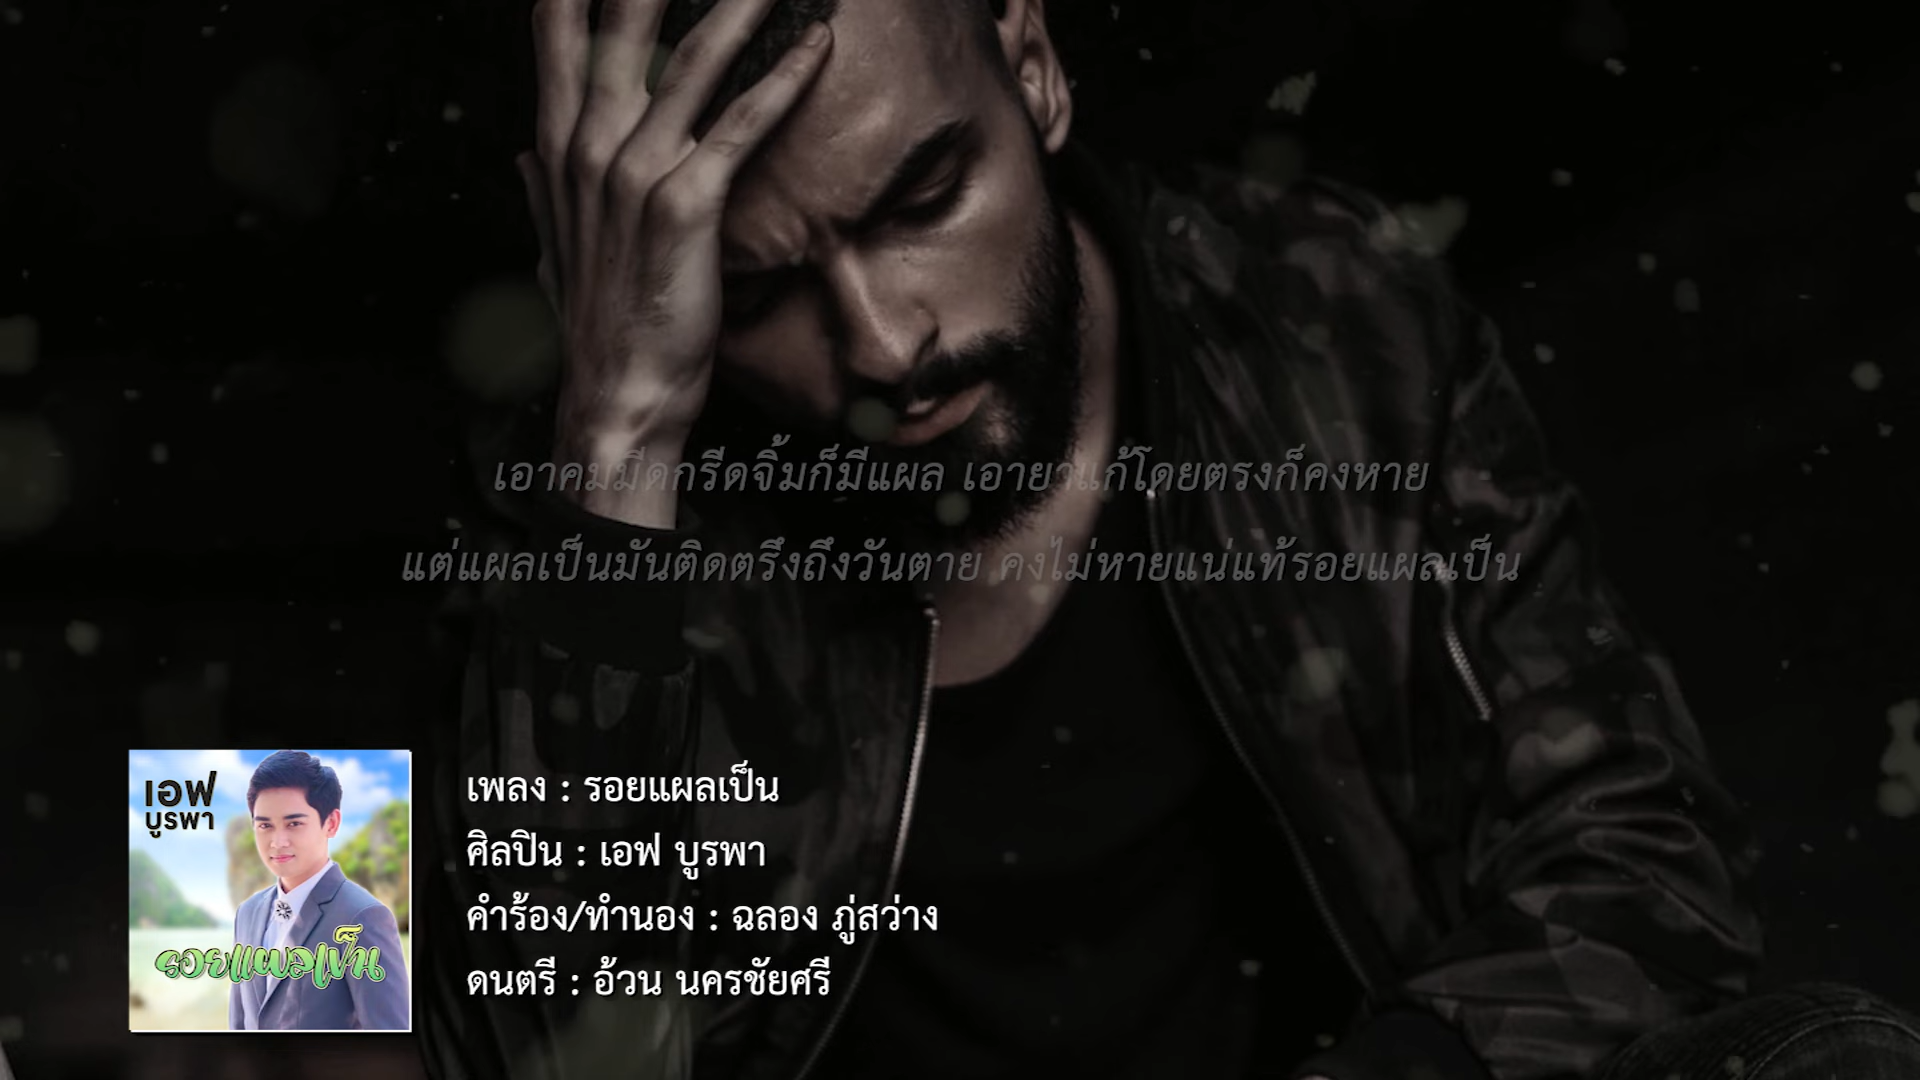 เอาคมมีดกรีดจิ้มก็มีแผล เอายาแก้โดยตรงก็คงหาย
แต่แผลเป็นมันติดตรึงถึงวันตาย คงไม่หายแน่แท้รอยแผลเป็น
เอฟ
บูรพา
รอยแผลเป็น
เพลง : รอยแผลเป็น
ศิลปิน : เอฟ บูรพา
คำร้อง/ทำนอง : ฉลอง ภู่สว่าง
ดนตรี : อ้วน นครชัยศรี